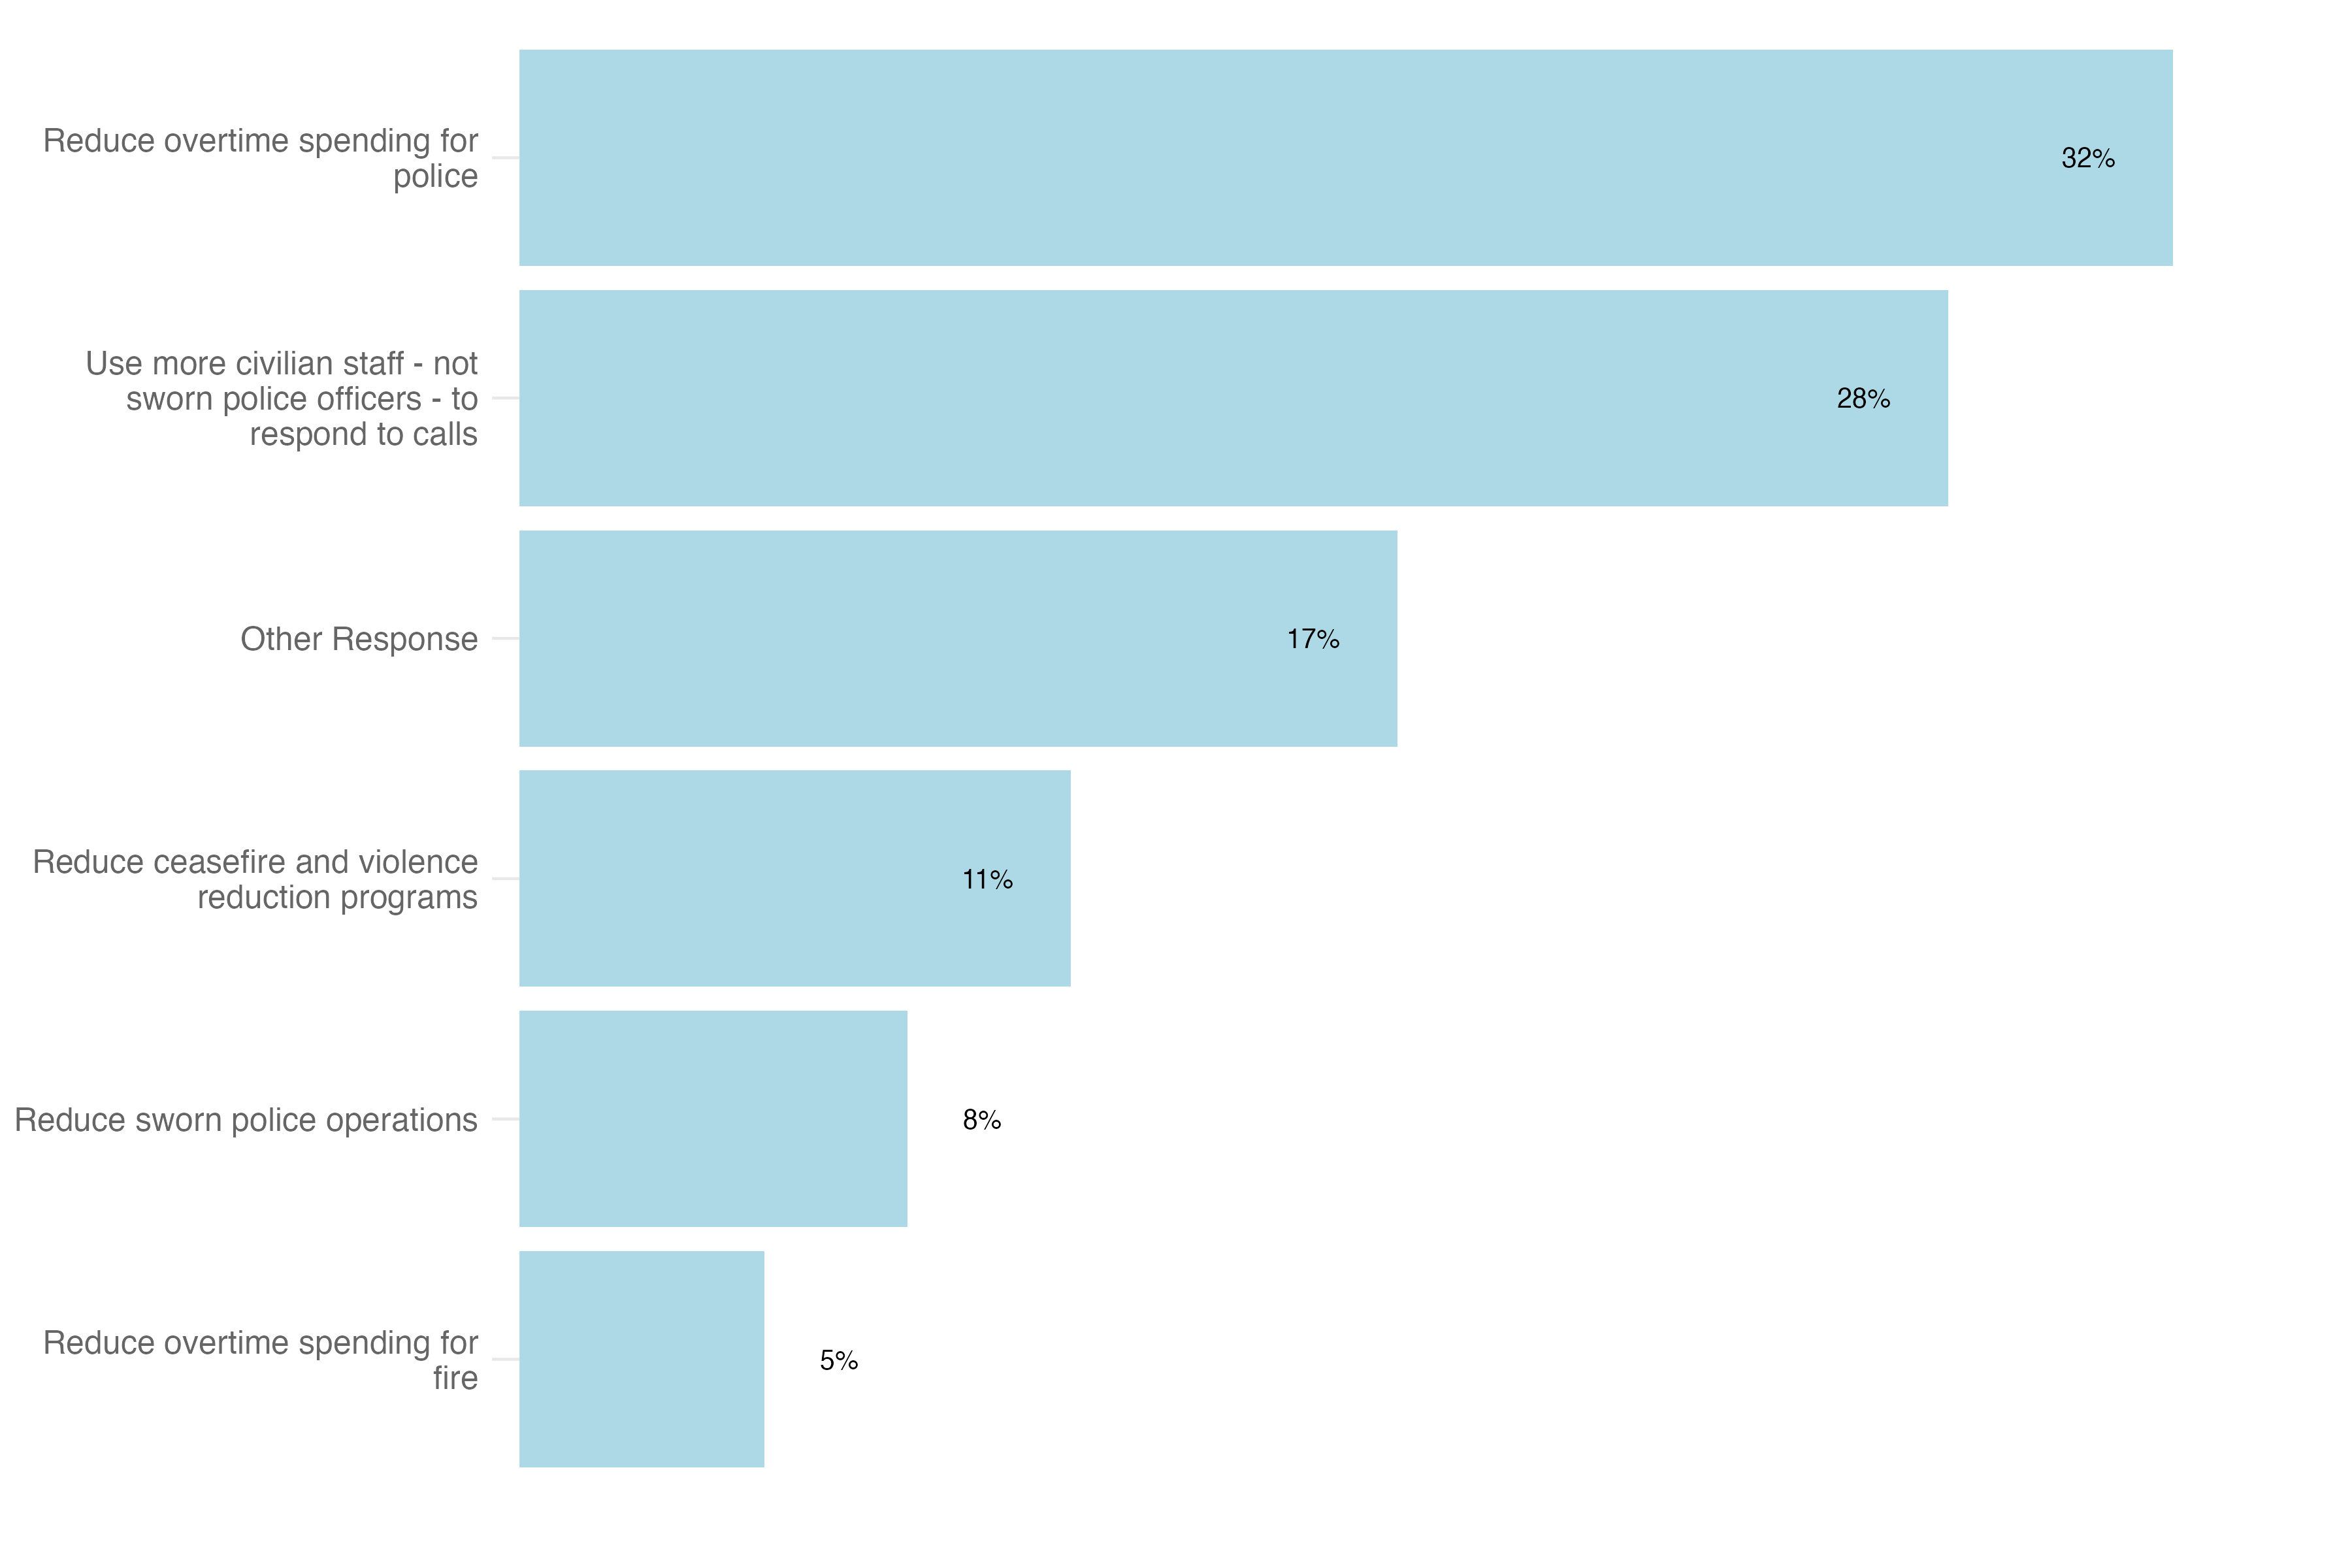 Reduce overtime spending for
police
32%
Use more civilian staff - not
sworn police officers - to
respond to calls
28%
Other Response
17%
Reduce ceasefire and violence
reduction programs
11%
Reduce sworn police operations
8%
Reduce overtime spending for
fire
5%